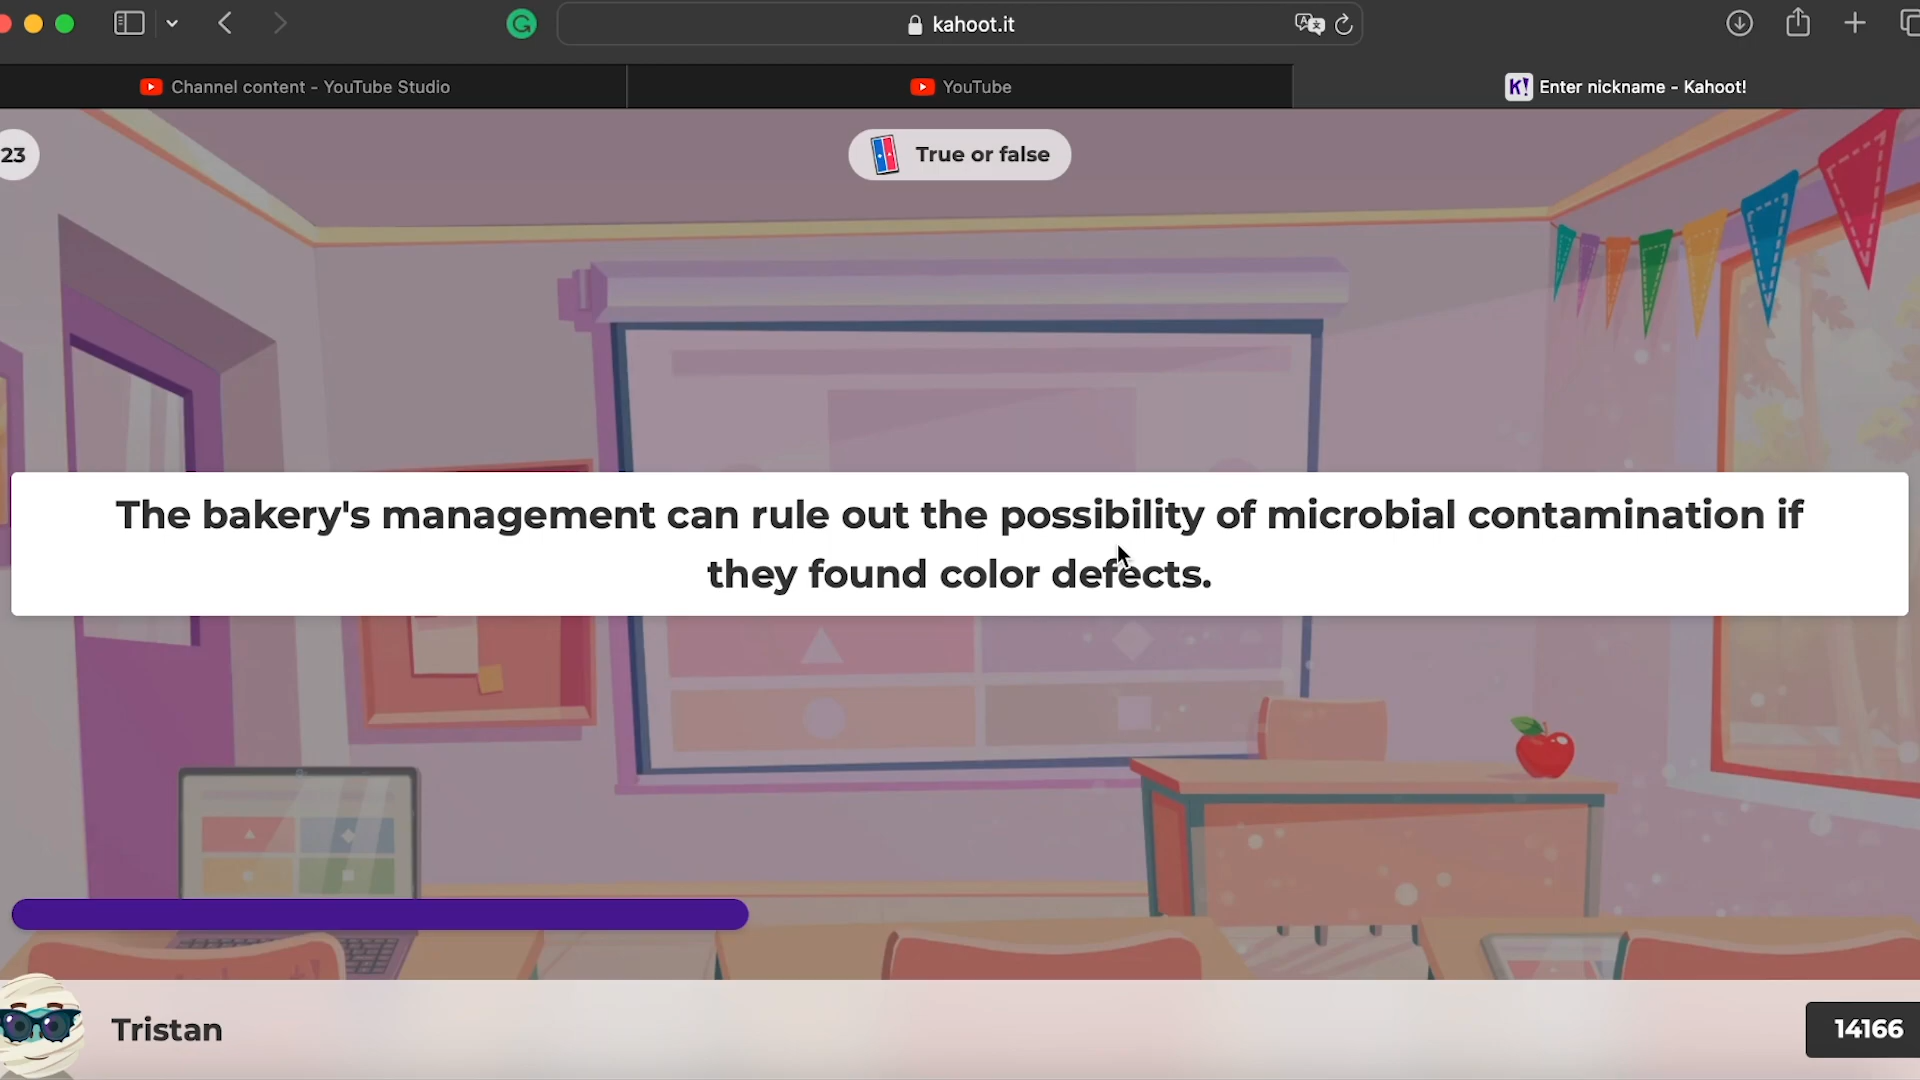 kahoot.it
Channel content - YouTube Studio
YouTube
K! Enter nickname - Kahoot!
23
True or false
The bakery's management can rule out the possibility of microbial contamination if
they found color defects.
Tristan
14166